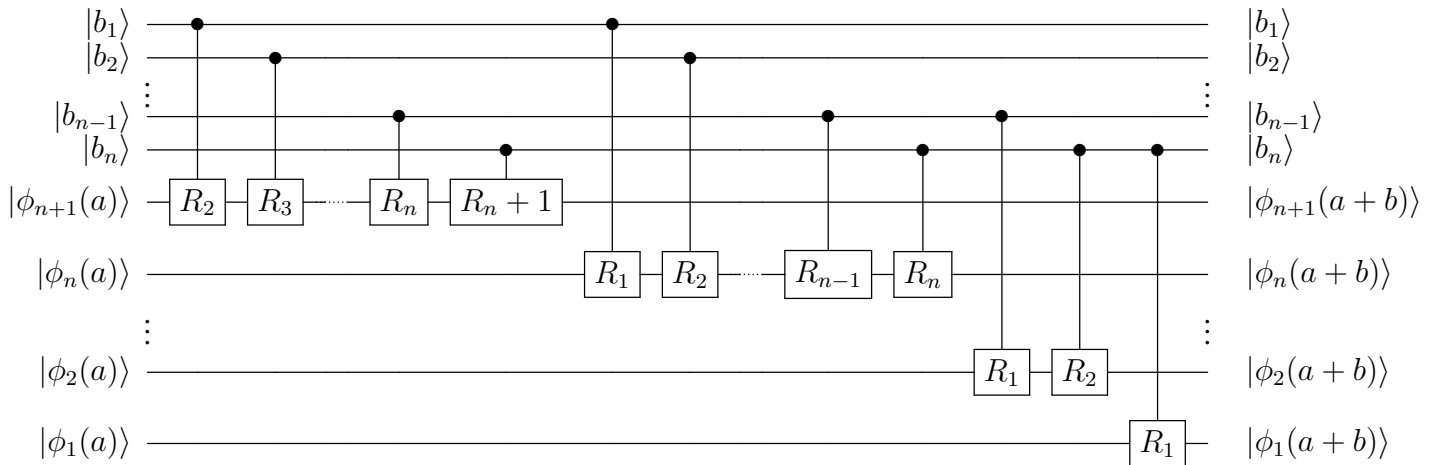 |b₁⟩ |b₁⟩
|b₂⟩ |b₂⟩
⋮ ⋮
|bₙ₋₁⟩ |bₙ₋₁⟩
|bₙ⟩ |bₙ⟩
|ϕₙ₊₁(a)⟩ R₂ R₃ Rₙ Rₙ + 1 |ϕₙ₊₁(a + b)⟩
|ϕₙ(a)⟩ R₁ R₂ Rₙ₋₁ Rₙ |ϕₙ(a + b)⟩
⋮ ⋮
|ϕ₂(a)⟩ R₁ R₂ |ϕ₂(a + b)⟩
|ϕ₁(a)⟩ R₁ |ϕ₁(a + b)⟩